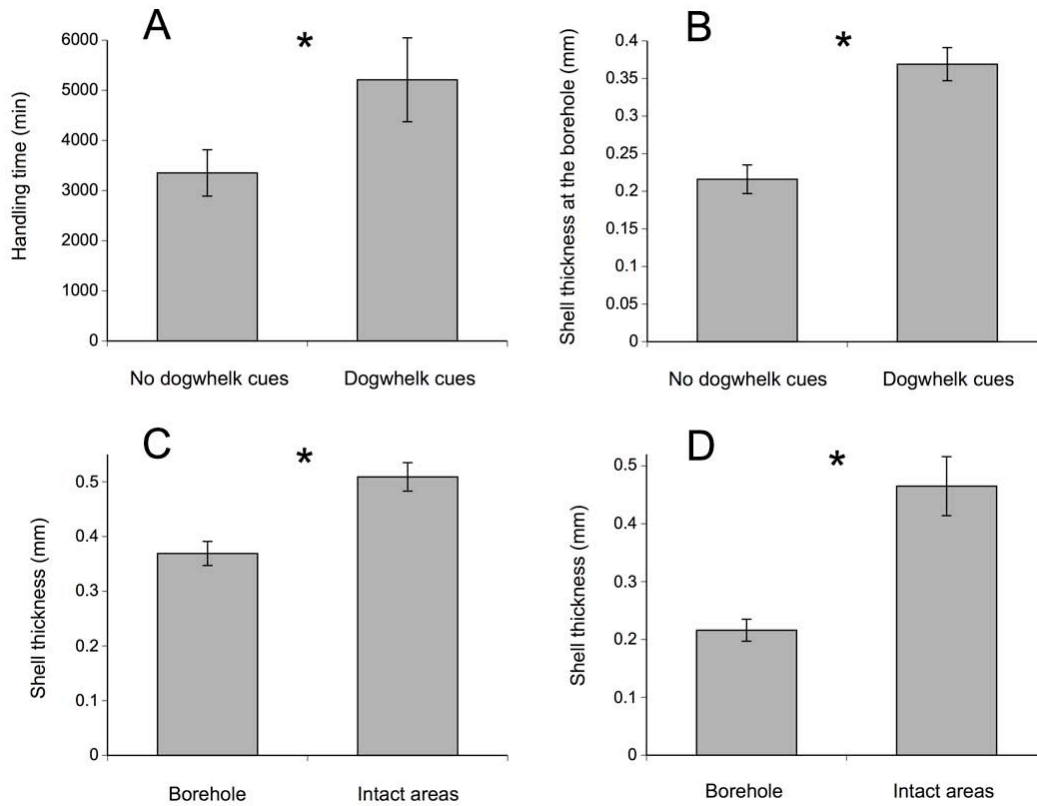 A
*
Handling time (min)
6000
5000
4000
3000
2000
1000
0
No dogwhelk cues
Dogwhelk cues
B
*
Shell thickness at the borehole (mm)
0.4
0.35
0.3
0.25
0.2
0.15
0.1
0.05
0
No dogwhelk cues
Dogwhelk cues
C
*
Shell thickness (mm)
0.5
0.4
0.3
0.2
0.1
0
Borehole
Intact areas
D
*
Shell thickness (mm)
0.5
0.4
0.3
0.2
0.1
0
Borehole
Intact areas